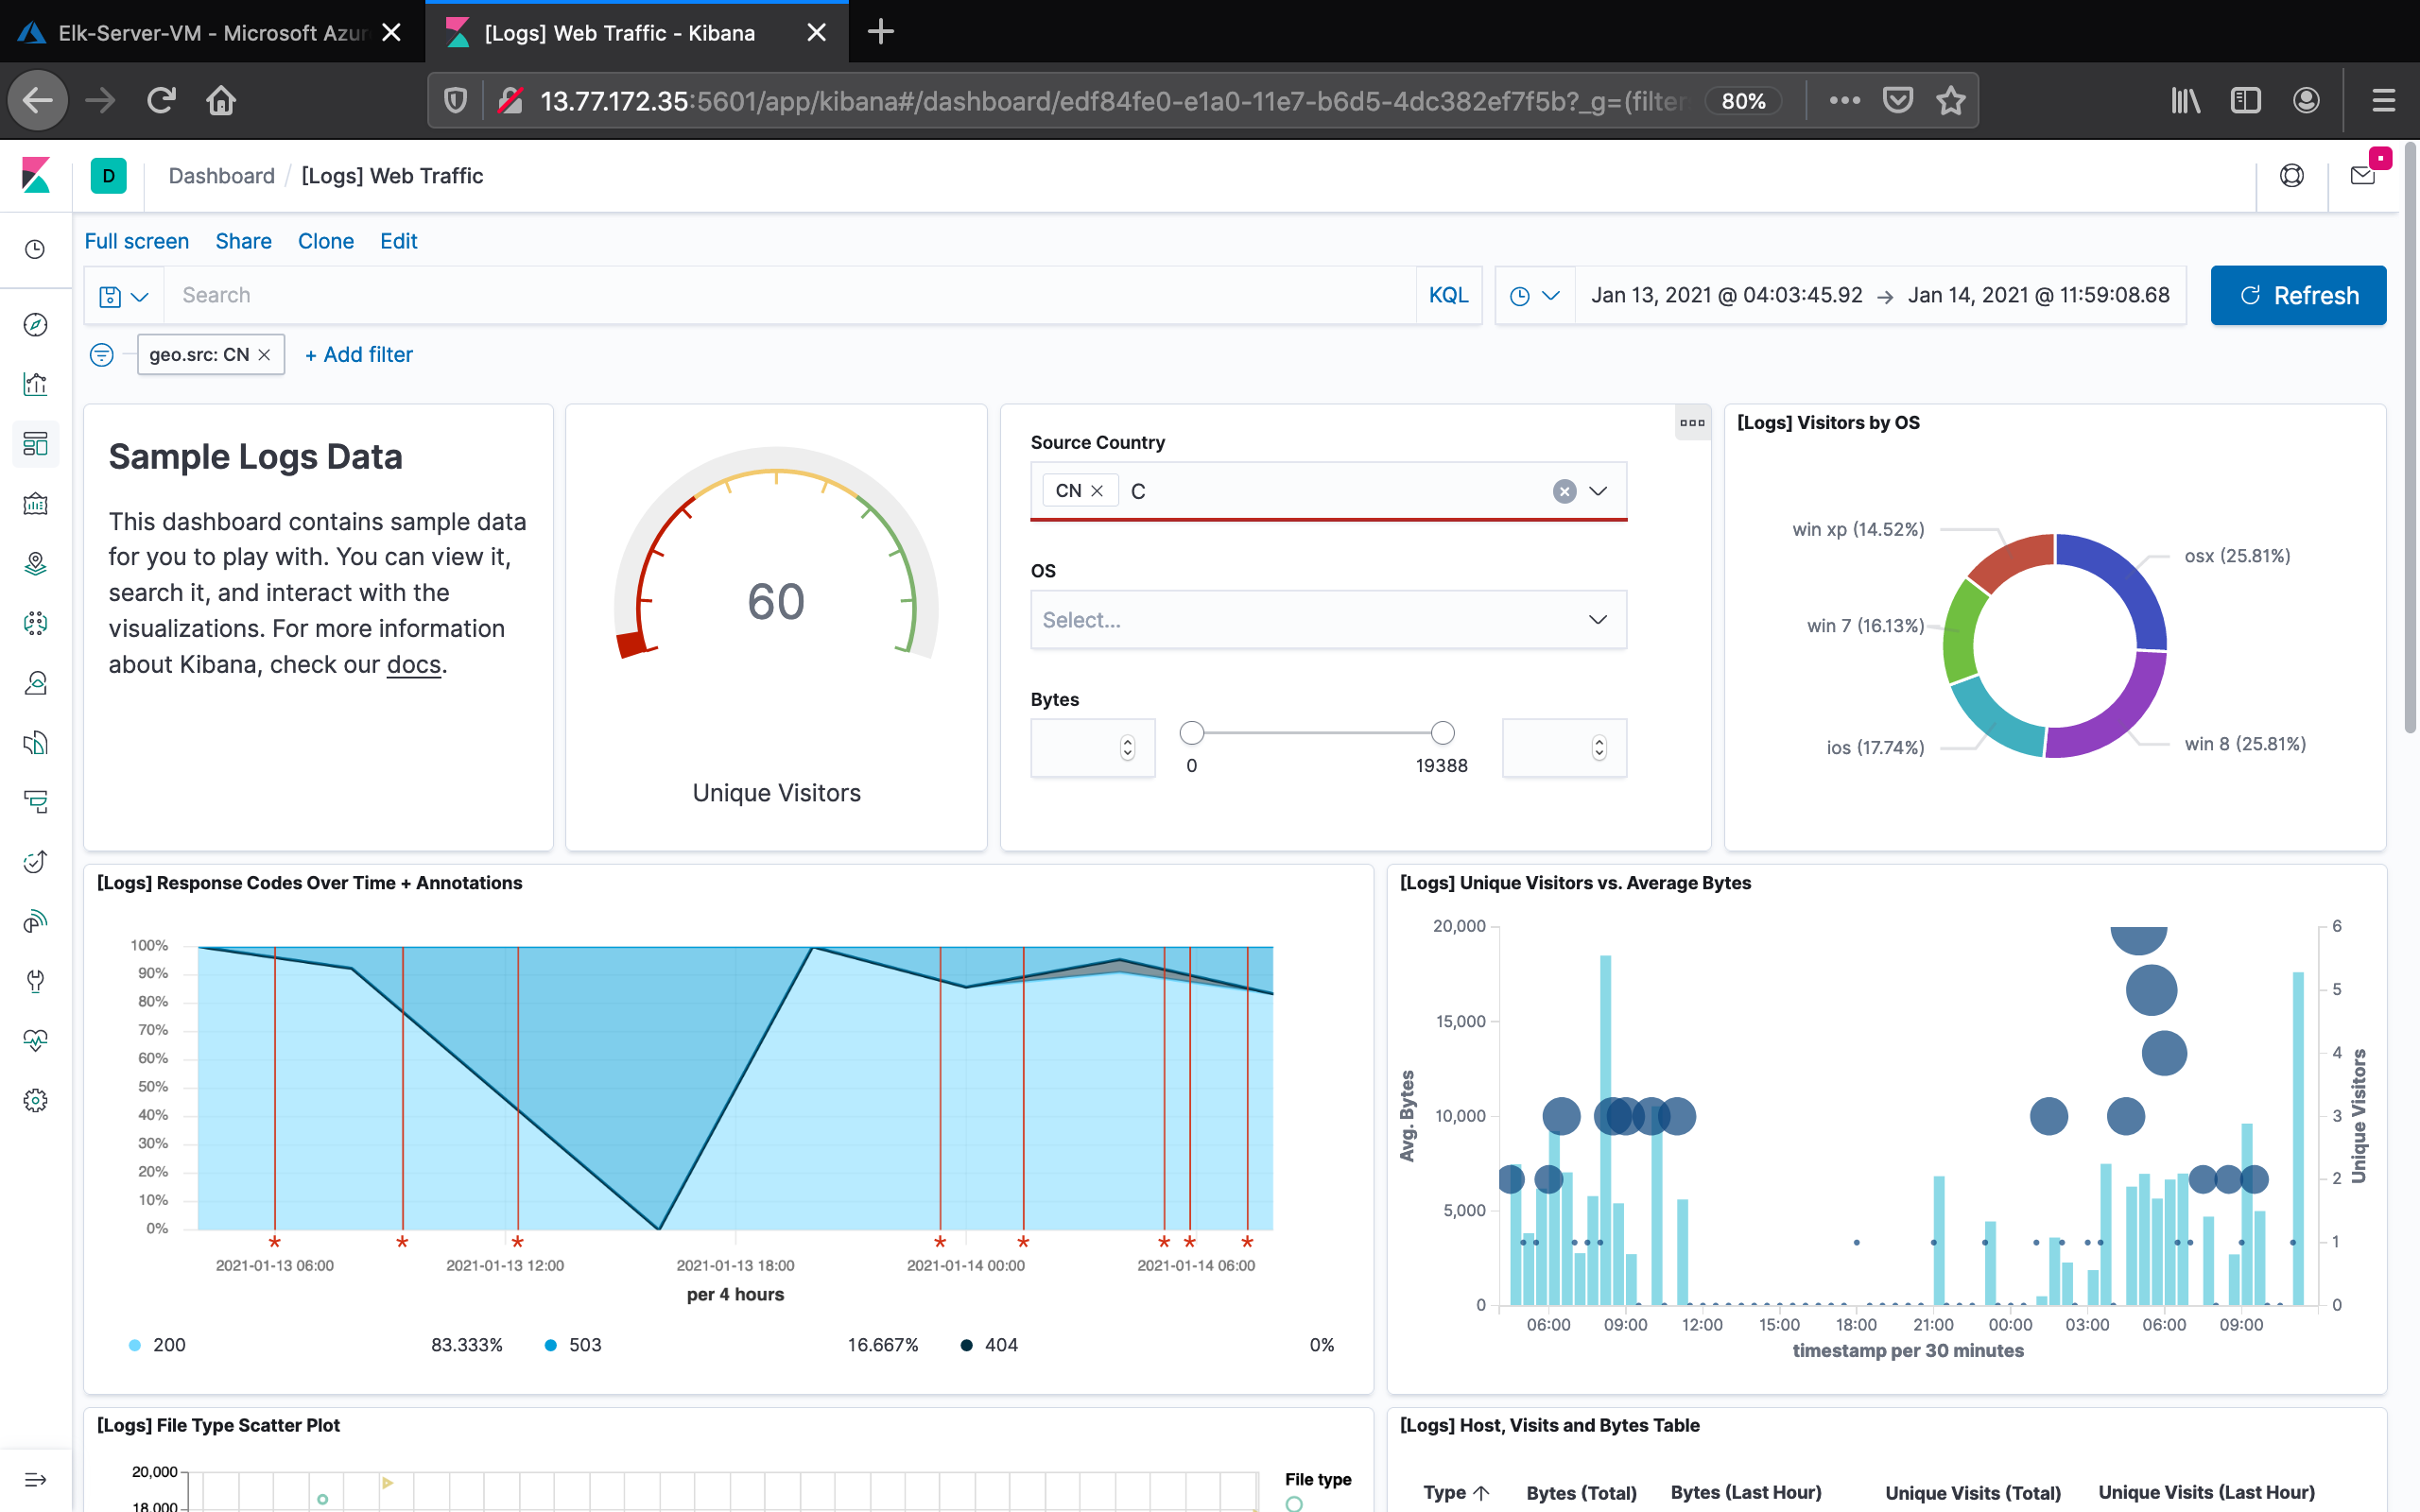 Elk-Server-VM - Microsoft Azur
[Logs] Web Traffic - Kibana
13.77.172.35:5601/app/kibana#/dashboard/edf84fe0-e1a0-11e7-b6d5-4dc382ef7f5b?_g=(filter
80%
D
Dashboard / [Logs] Web Traffic
Full screen Share Clone Edit
Search
KQL
Jan 13, 2021 @ 04:03:45.92 → Jan 14, 2021 @ 11:59:08.68
Refresh
geo.src: CN
+ Add filter
Sample Logs Data
This dashboard contains sample data
for you to play with. You can view it,
search it, and interact with the
visualizations. For more information
about Kibana, check our docs.
60
Unique Visitors
Source Country
CN
C
OS
Select...
Bytes
0
19388
[Logs] Visitors by OS
win xp (14.52%)
osx (25.81%)
win 7 (16.13%)
ios (17.74%)
win 8 (25.81%)
[Logs] Response Codes Over Time + Annotations
100%
90%
80%
70%
60%
50%
40%
30%
20%
10%
0%
2021-01-13 06:00
2021-01-13 12:00
2021-01-13 18:00
2021-01-14 00:00
2021-01-14 06:00
per 4 hours
200 83.333%
503 16.667%
404 0%
[Logs] Unique Visitors vs. Average Bytes
20,000
15,000
10,000
5,000
0
Avg. Bytes
6
5
4
3
2
1
0
Unique Visitors
06:00
09:00
12:00
15:00
18:00
21:00
00:00
03:00
06:00
09:00
timestamp per 30 minutes
[Logs] File Type Scatter Plot
20,000
18,000
File type
[Logs] Host, Visits and Bytes Table
Type Bytes (Total) Bytes (Last Hour) Unique Visits (Total) Unique Visits (Last Hour)